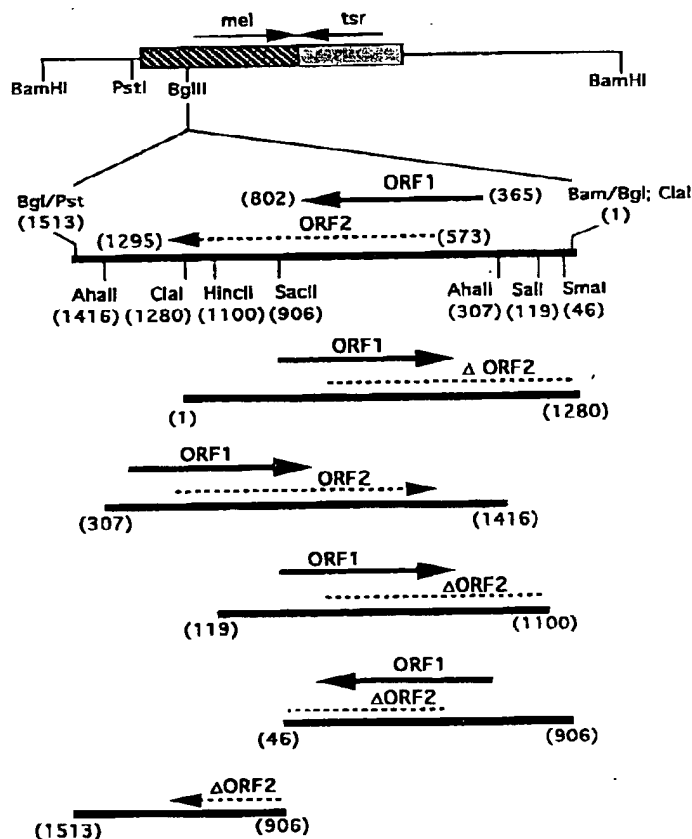 mel tsr
BamHI PstI BglII BamHI
Bgl/Pst (802) ORF1 (365) Bam/Bgl; ClaI
(1513) (1)
(1295) ORF2 (573)
AhaII ClaI HincII SacII AhaII SalI SmaI
(1416) (1280) (1100) (906) (307) (119) (46)
ORF1
Δ ORF2
(1) (1280)
ORF1
ORF2
(307) (1416)
ORF1
ΔORF2
(119) (1100)
ORF1
ΔORF2
(46) (906)
ΔORF2
(1513) (906)